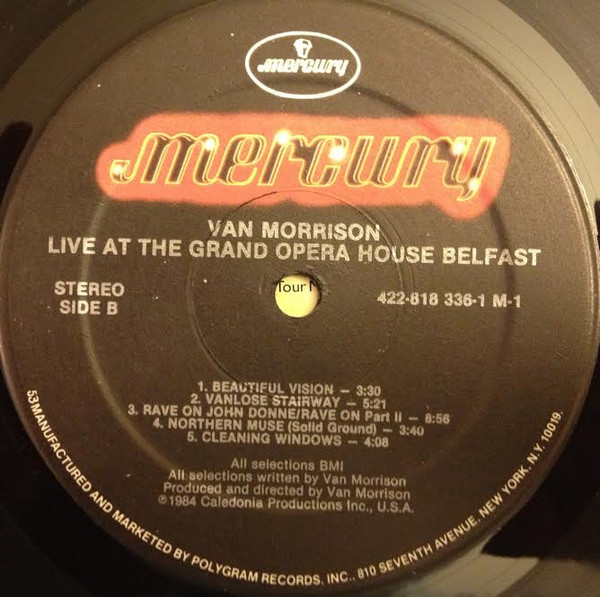 mercury
mercury
VAN MORRISON
LIVE AT THE GRAND OPERA HOUSE BELFAST
STEREO
SIDE B
Tour
422-818 336-1 M-1
1. BEAUTIFUL VISION — 3:30
2. VANLOSE STAIRWAY — 5:21
3. RAVE ON JOHN DONNE/RAVE ON Part II — 8:56
4. NORTHERN MUSE (Solid Ground) — 3:40
5. CLEANING WINDOWS — 4:08
All selections BMI
All selections written by Van Morrison
Produced and directed by Van Morrison
℗1984 Caledonia Productions Inc., U.S.A.
53 MANUFACTURED AND MARKETED BY POLYGRAM RECORDS, INC., 810 SEVENTH AVENUE, NEW YORK, N.Y. 10019.